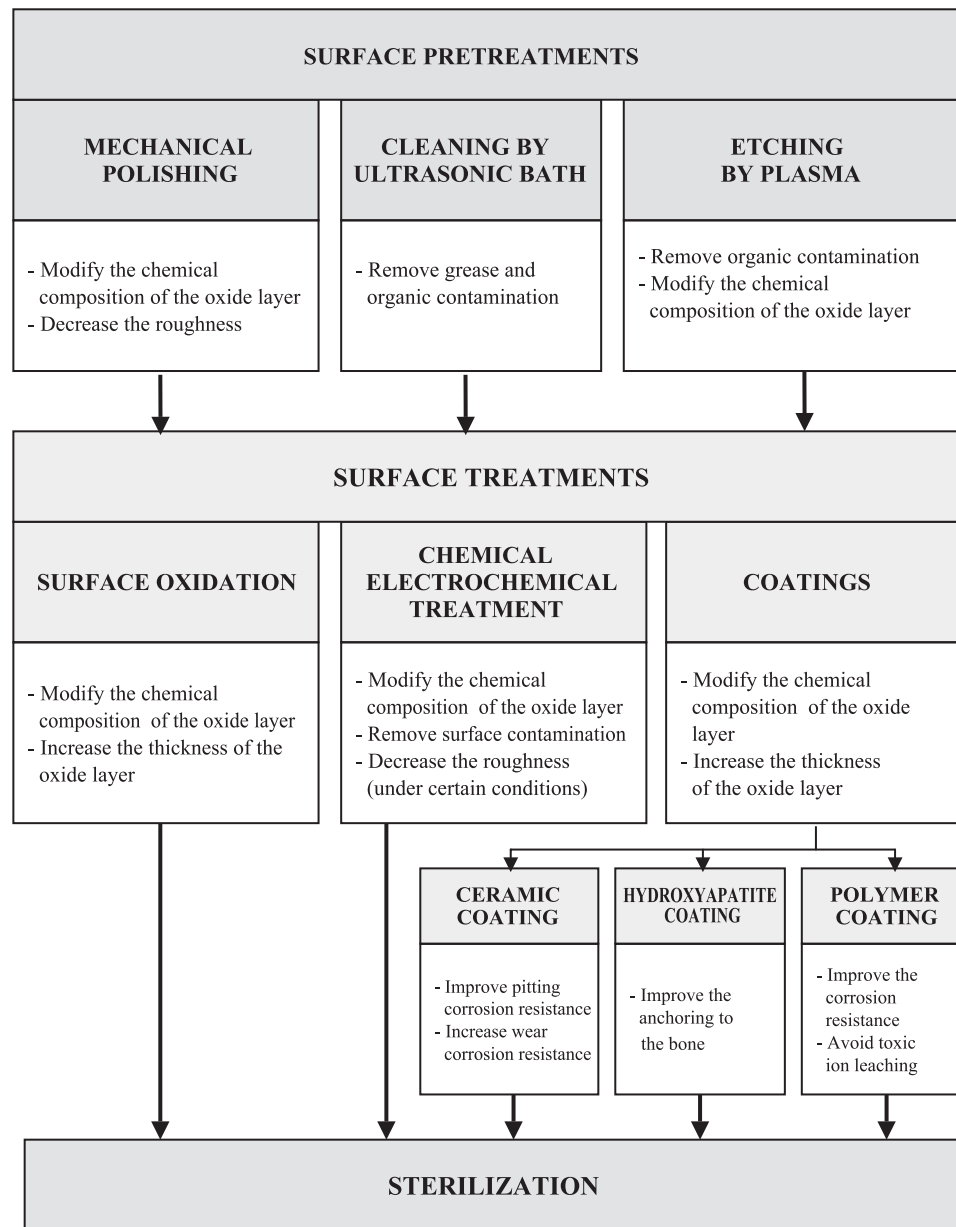 SURFACE PRETREATMENTS
MECHANICAL
POLISHING
- Modify the chemical
composition of the oxide layer
- Decrease the roughness
CLEANING BY
ULTRASONIC BATH
- Remove grease and
organic contamination
ETCHING
BY PLASMA
- Remove organic contamination
- Modify the chemical
composition of the oxide layer
SURFACE TREATMENTS
SURFACE OXIDATION
- Modify the chemical
composition of the oxide layer
- Increase the thickness of the
oxide layer
CHEMICAL
ELECTROCHEMICAL
TREATMENT
- Modify the chemical
composition of the oxide layer
- Remove surface contamination
- Decrease the roughness
(under certain conditions)
COATINGS
- Modify the chemical
composition of the oxide
layer
- Increase the thickness
of the oxide layer
CERAMIC
COATING
- Improve pitting
corrosion resistance
- Increase wear
corrosion resistance
HYDROXYAPATITE
COATING
- Improve the
anchoring to
the bone
POLYMER
COATING
- Improve the
corrosion
resistance
- Avoid toxic
ion leaching
STERILIZATION